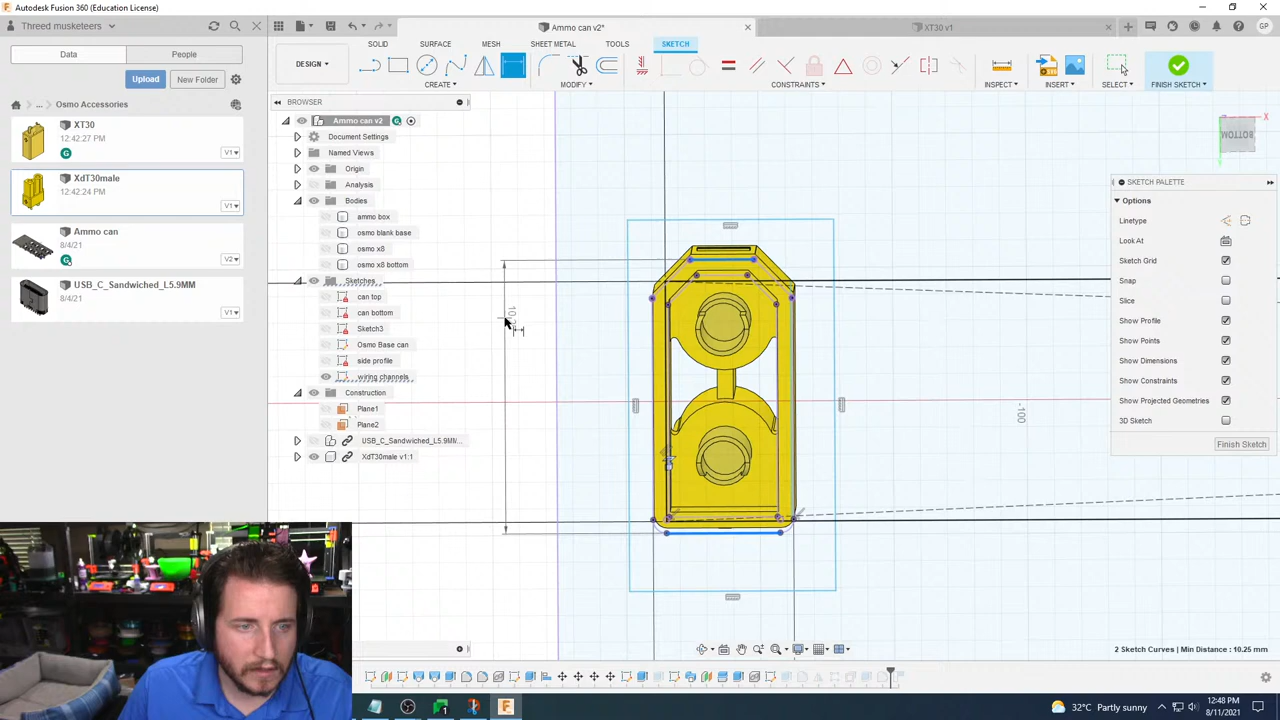 Autodesk Fusion 360 (Education License)
Threed musketeers
Ammo can v2*
XT30 v1
GP
Data
People
Upload
New Folder
... Osmo Accessories
XT30
12:42:27 PM
G
V1
XdT30male
12:42:24 PM
V1
Ammo can
8/4/21
G
V2
USB_C_Sandwiched_L5.9MM
8/4/21
V1
DESIGN
SOLID
SURFACE
MESH
SHEET METAL
TOOLS
SKETCH
CREATE
MODIFY
CONSTRAINTS
INSPECT
INSERT
SELECT
FINISH SKETCH
BROWSER
Ammo can v2
G
Document Settings
Named Views
Origin
Analysis
Bodies
ammo box
osmo blank base
osmo x8
osmo x8 bottom
Sketches
can top
can bottom
Sketch3
Osmo Base can
side profile
wiring channels
Construction
Plane1
Plane2
USB_C_Sandwiched_L5.9MM...
XdT30male v1:1
-100
BOTTOM
X
SKETCH PALETTE
Options
Linetype
Look At
Sketch Grid
Snap
Slice
Show Profile
Show Points
Show Dimensions
Show Constraints
Show Projected Geometries
3D Sketch
Finish Sketch
2 Sketch Curves | Min Distance : 10.25 mm
32°F Partly sunny
12:48 PM
8/11/2021